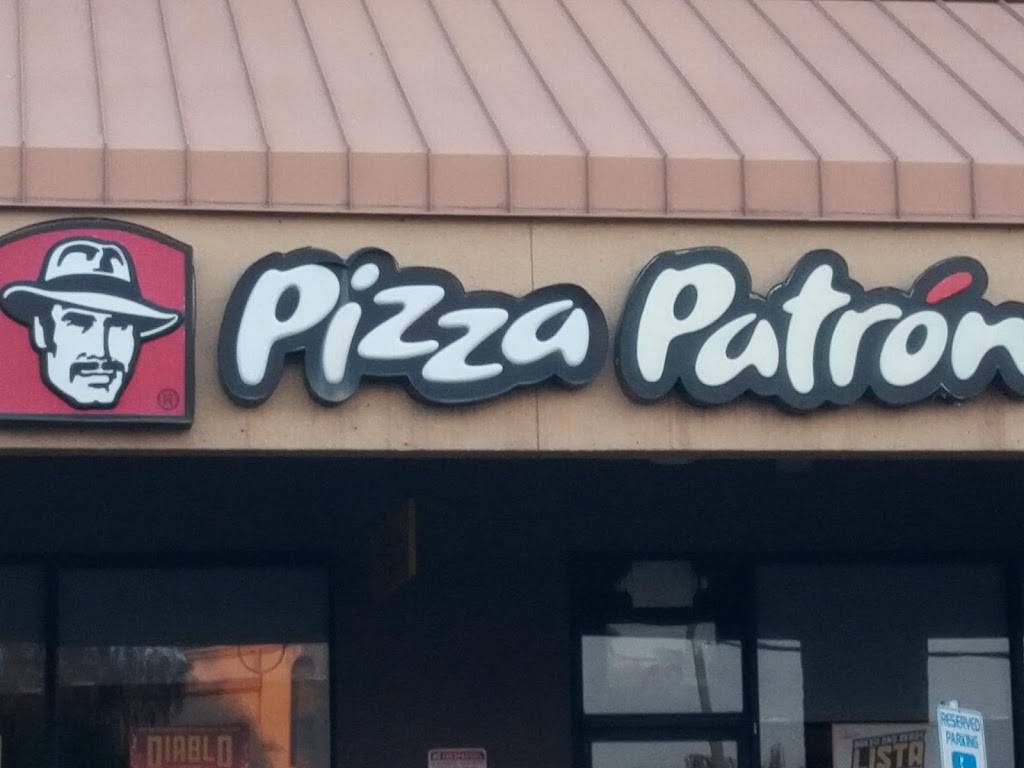 Pizza Patrón
®
DIABLO
LISTA
RESERVED
PARKING